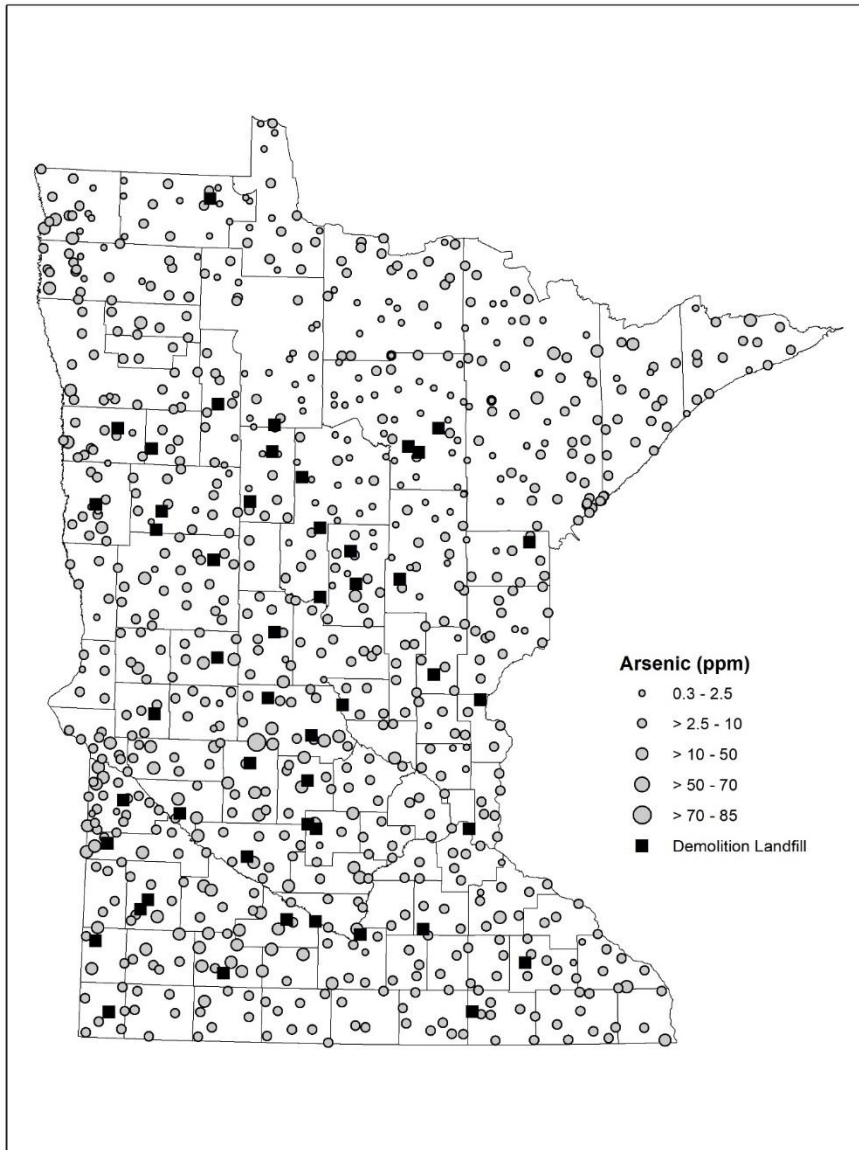 Arsenic (ppm)
0.3 - 2.5
> 2.5 - 10
> 10 - 50
> 50 - 70
> 70 - 85
Demolition Landfill